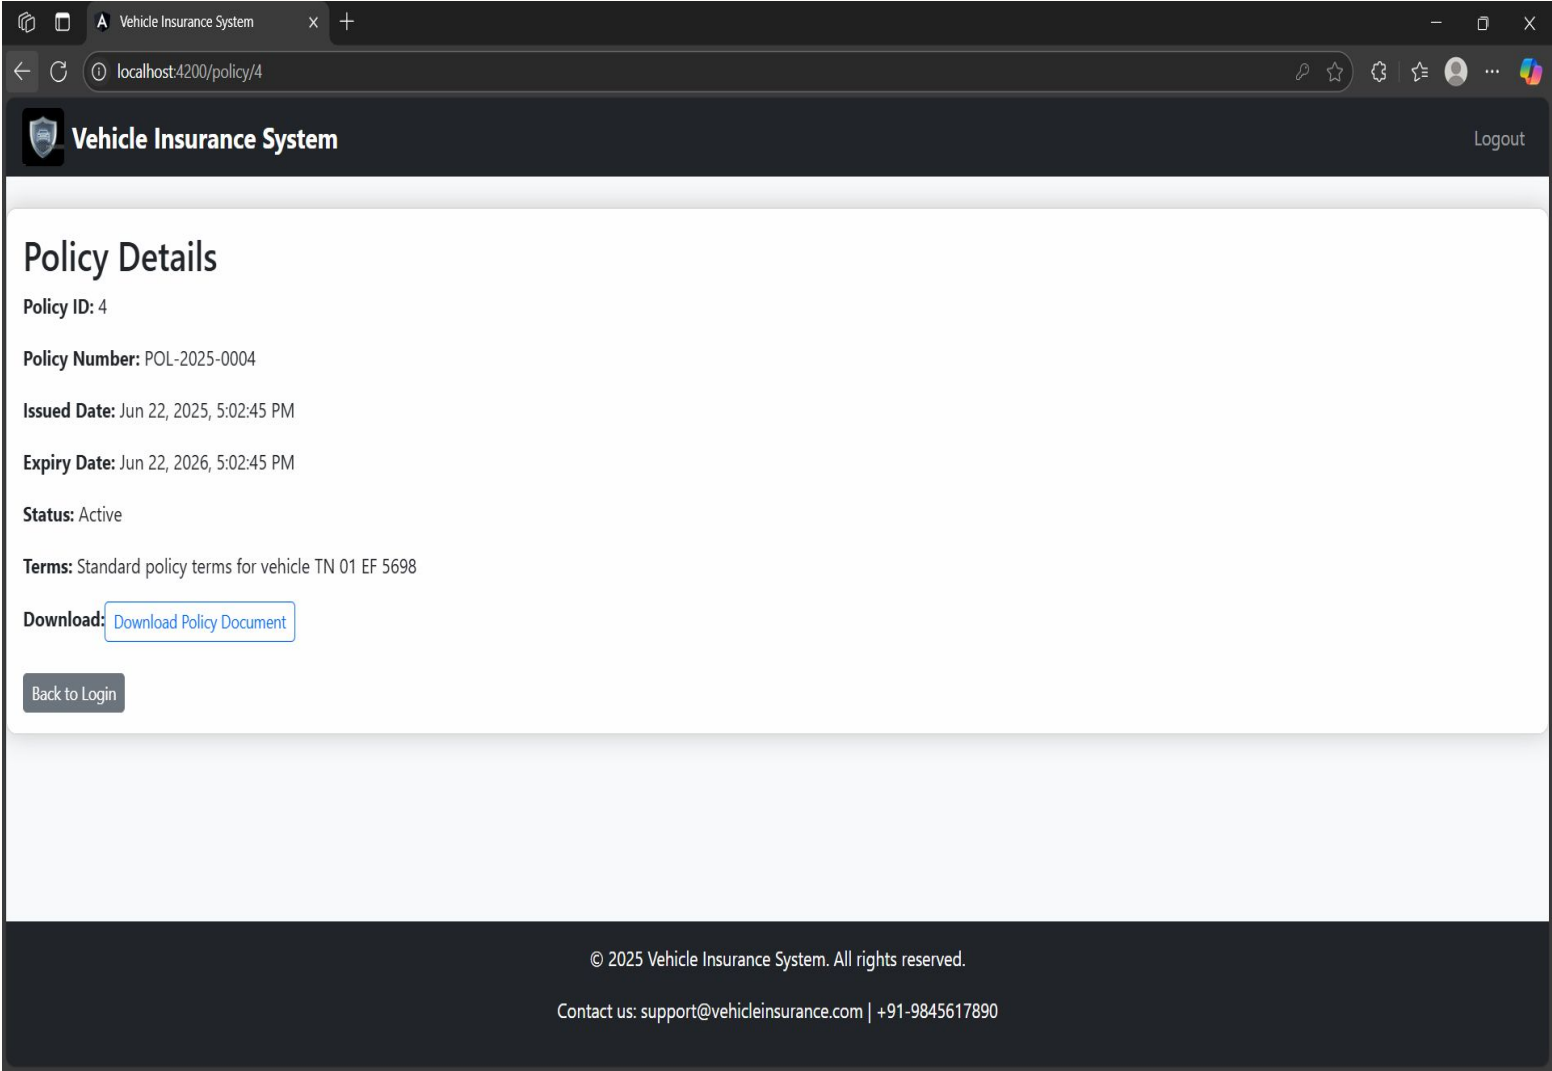 Vehicle Insurance System
localhost:4200/policy/4
Vehicle Insurance System
Logout
Policy Details
Policy ID: 4
Policy Number: POL-2025-0004
Issued Date: Jun 22, 2025, 5:02:45 PM
Expiry Date: Jun 22, 2026, 5:02:45 PM
Status: Active
Terms: Standard policy terms for vehicle TN 01 EF 5698
Download: Download Policy Document
Back to Login
© 2025 Vehicle Insurance System. All rights reserved.
Contact us: support@vehicleinsurance.com | +91-9845617890